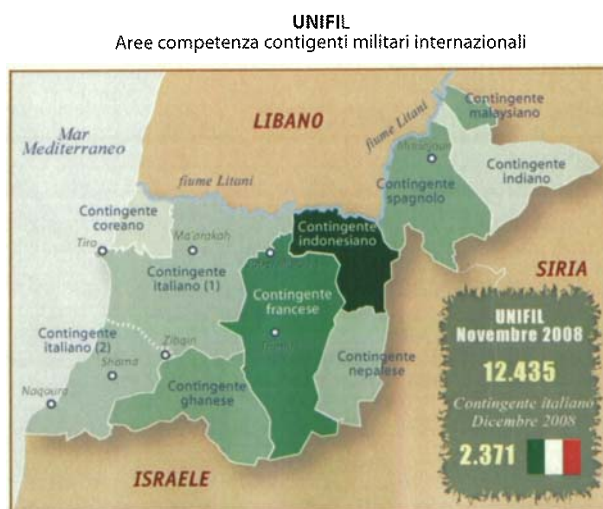 UNIFIL
Aree competenza contigenti militari internazionali
Mar
Mediterraneo
LIBANO
fiume Litani
fiume Litani
Contingente
malaysiano
Contingente
indiano
Contingente
spagnolo
Contingente
coreano
Tiro
Ma'arakah
Contingente
indonesiano
Contingente
italiano (1)
SIRIA
Contingente
francese
Contingente
italiano (2)
Zibqin
Shama
Contingente
nepalese
Naqoura
Contingente
ghanese
ISRAELE
UNIFIL
Novembre 2008
12.435
Contingente italiano
Dicembre 2008
2.371